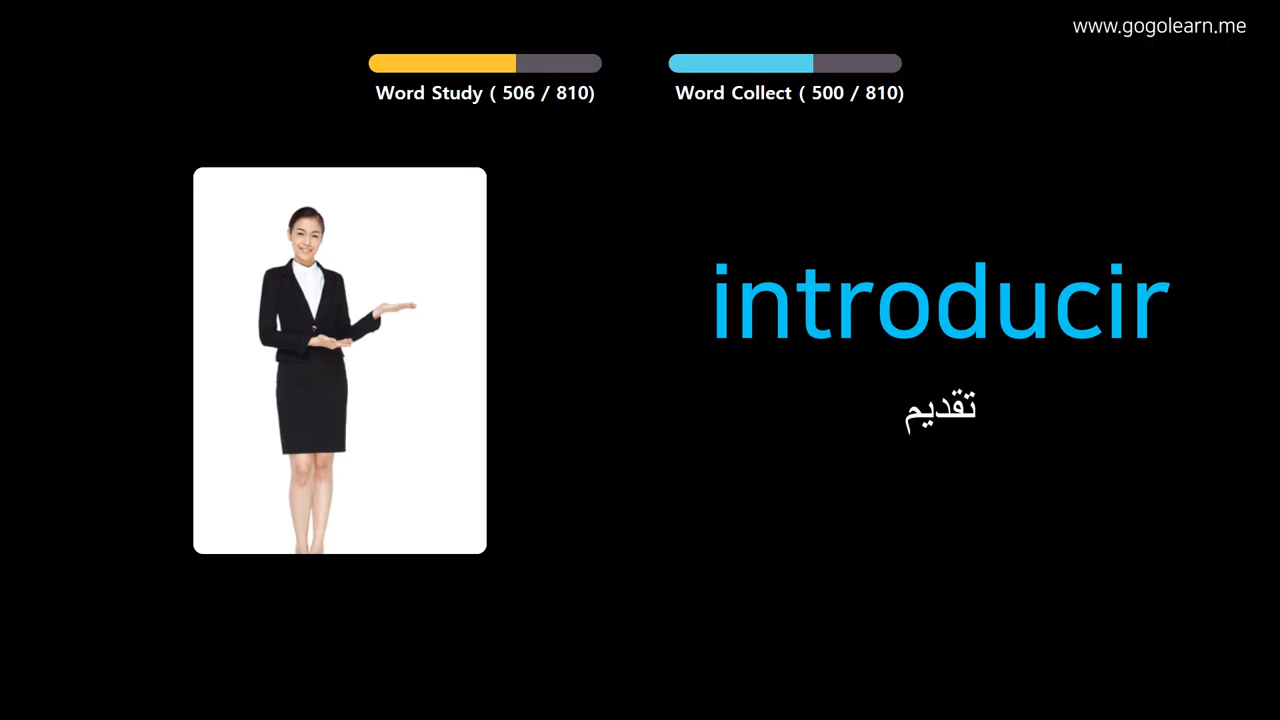 www.gogolearn.me
Word Study ( 506 / 810)
Word Collect ( 500 / 810)
introducir
تقديم